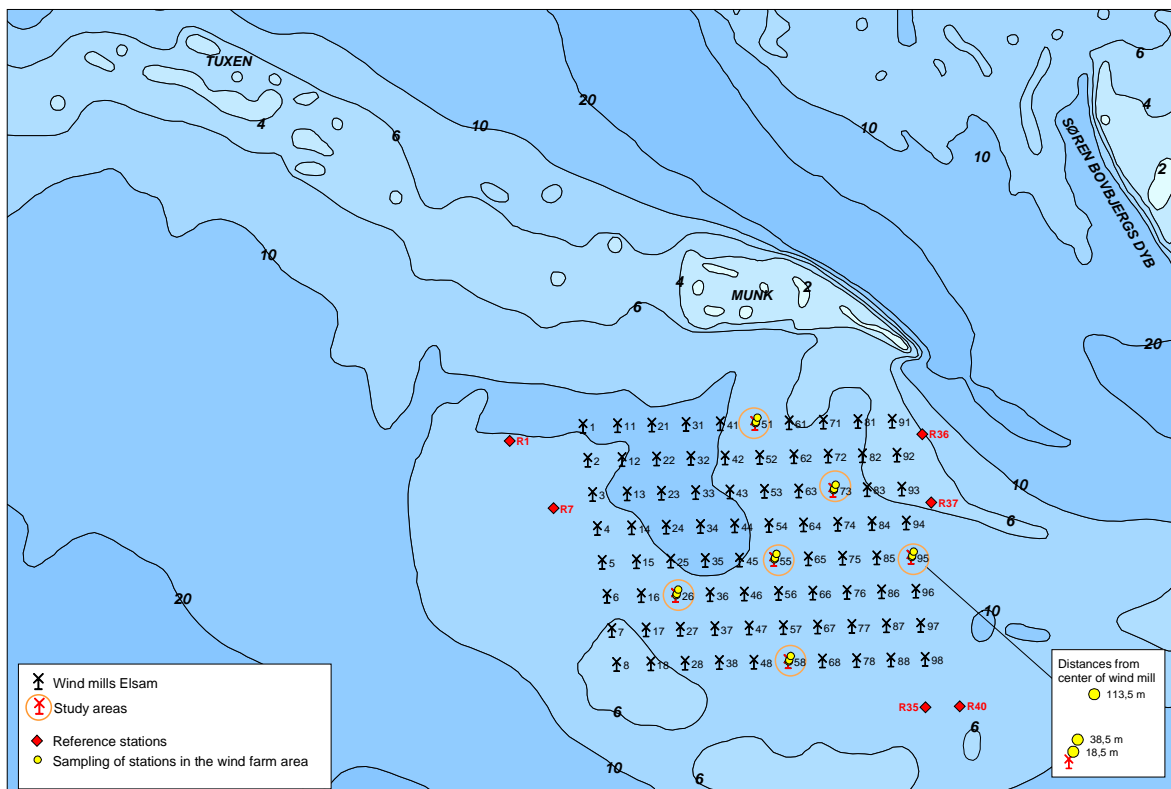 TUXEN
20
6
4
6
10
10
10
4
2
SØREN BOVBJERGS DYB
10
4
MUNK
2
6
20
1 11 21 31 41 51 61 71 81 91
R1
R36
2 12 22 32 42 52 62 72 82 92
10
3 13 23 33 43 53 63 73 83 93
R7
R37
6
4 14 24 34 44 54 64 74 84 94
5 15 25 35 45 55 65 75 85 95
20
6 16 26 36 46 56 66 76 86 96
10
7 17 27 37 47 57 67 77 87 97
8 18 28 38 48 58 68 78 88 98
6
R35
R40
6
10
6
Wind mills Elsam
Study areas
Reference stations
Sampling of stations in the wind farm area
Distances from
center of wind mill
113,5 m
38,5 m
18,5 m